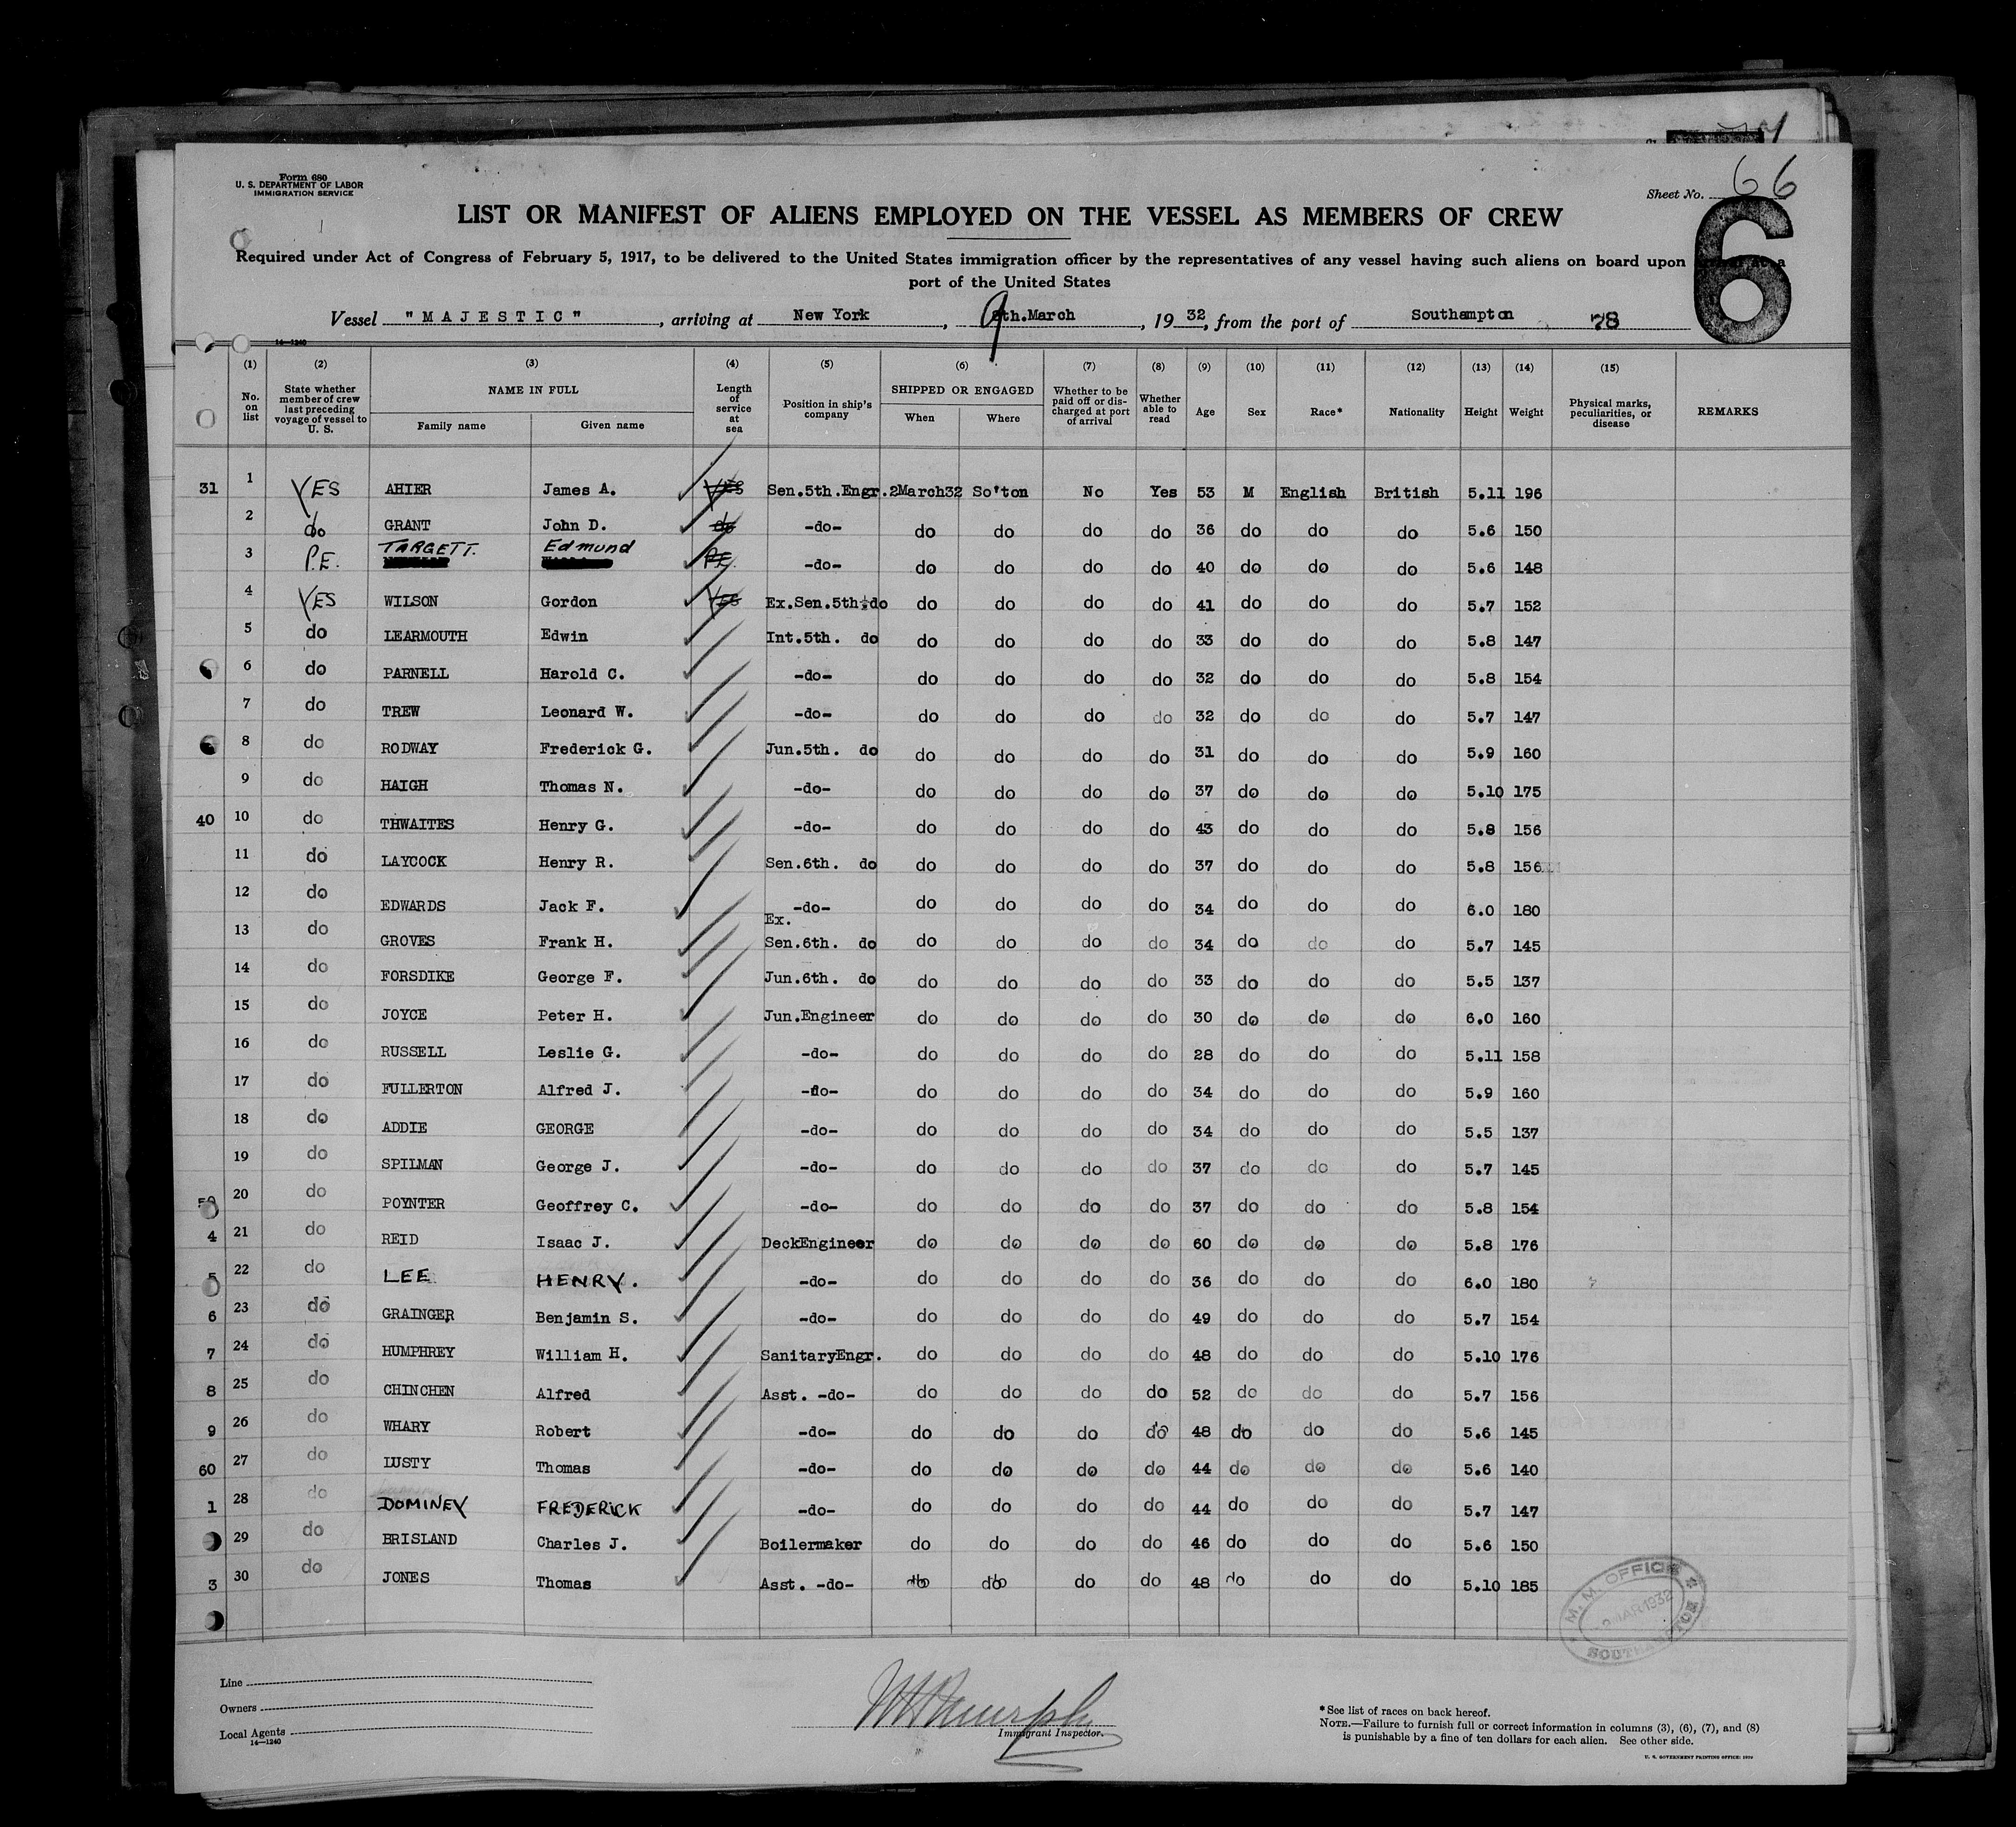 Form 680
U. S. DEPARTMENT OF LABOR
IMMIGRATION SERVICE
Sheet No. 66
6
LIST OR MANIFEST OF ALIENS EMPLOYED ON THE VESSEL AS MEMBERS OF CREW
Required under Act of Congress of February 5, 1917, to be delivered to the United States immigration officer by the representatives of any vessel having such aliens on board upon a
port of the United States
Vessel "MAJESTIC", arriving at New York, 9th.March, 1932, from the port of Southampton 78
14—1240
(1) (2) (3) (4) (5) (6) (7) (8) (9) (10) (11) (12) (13) (14) (15)
No. on list State whether member of crew last preceding voyage of vessel to U. S. NAME IN FULL Family name Given name Length of service at sea Position in ship's company SHIPPED OR ENGAGED When Where Whether to be paid off or discharged at port of arrival Whether able to read Age Sex Race* Nationality Height Weight Physical marks, peculiarities, or disease REMARKS
31 1 YES AHIER James A. YES Sen.5th.Engr. 2March32 So'ton No Yes 53 M English British 5.11 196
2 do GRANT John D. do -do- do do do do 36 do do do 5.6 150
3 P.E. TARGETT. Edmund P.E. -do- do do do do 40 do do do 5.6 148
4 YES WILSON Gordon YES Ex.Sen.5th.do do do do do 41 do do do 5.7 152
5 do LEARMOUTH Edwin Int.5th. do do do do do 33 do do do 5.8 147
6 do PARNELL Harold C. -do- do do do do 32 do do do 5.8 154
7 do TREW Leonard W. -do- do do do do 32 do do do 5.7 147
8 do RODWAY Frederick G. Jun.5th. do do do do do 31 do do do 5.9 160
9 do HAIGH Thomas N. -do- do do do do 37 do do do 5.10 175
40 10 do THWAITES Henry G. -do- do do do do 43 do do do 5.8 156
11 do LAYCOCK Henry R. Sen.6th. do do do do do 37 do do do 5.8 156
12 do EDWARDS Jack F. -do- do do do do 34 do do do 6.0 180
13 do GROVES Frank H. Ex. Sen.6th. do do do do do 34 do do do 5.7 145
14 do FORSDIKE George F. Jun.6th. do do do do do 33 do do do 5.5 137
15 do JOYCE Peter H. Jun.Engineer do do do do 30 do do do 6.0 160
16 do RUSSELL Leslie G. -do- do do do do 28 do do do 5.11 158
17 do FULLERTON Alfred J. -do- do do do do 34 do do do 5.9 160
18 do ADDIE GEORGE -do- do do do do 34 do do do 5.5 137
19 do SPILMAN George J. -do- do do do do 37 do do do 5.7 145
50 20 do POYNTER Geoffrey C. -do- do do do do 37 do do do 5.8 154
4 21 do REID Isaac J. DeckEngineer do do do do 60 do do do 5.8 176
5 22 do LEE HENRY. -do- do do do do 36 do do do 6.0 180
6 23 do GRAINGER Benjamin S. -do- do do do do 49 do do do 5.7 154
7 24 do HUMPHREY William H. SanitaryEngr. do do do do 48 do do do 5.10 176
8 25 do CHINCHEN Alfred Asst. -do- do do do do 52 do do do 5.7 156
9 26 do WHARY Robert -do- do do do do 48 do do do 5.6 145
60 27 do LUSTY Thomas -do- do do do do 44 do do do 5.6 140
1 28 do DOMINEY FREDERICK -do- do do do do 44 do do do 5.7 147
29 do BRISLAND Charles J. Boilermaker do do do do 46 do do do 5.6 150
3 30 do JONES Thomas Asst. -do- do do do do 48 do do do 5.10 185
M. M. OFFICE
MAR 1932
SOUTHAMPTON
Line
Owners
Local Agents
14—1240
Immigrant Inspector.
*See list of races on back hereof.
NOTE.—Failure to furnish full or correct information in columns (3), (6), (7), and (8)
is punishable by a fine of ten dollars for each alien. See other side.
U. S. GOVERNMENT PRINTING OFFICE: 1930